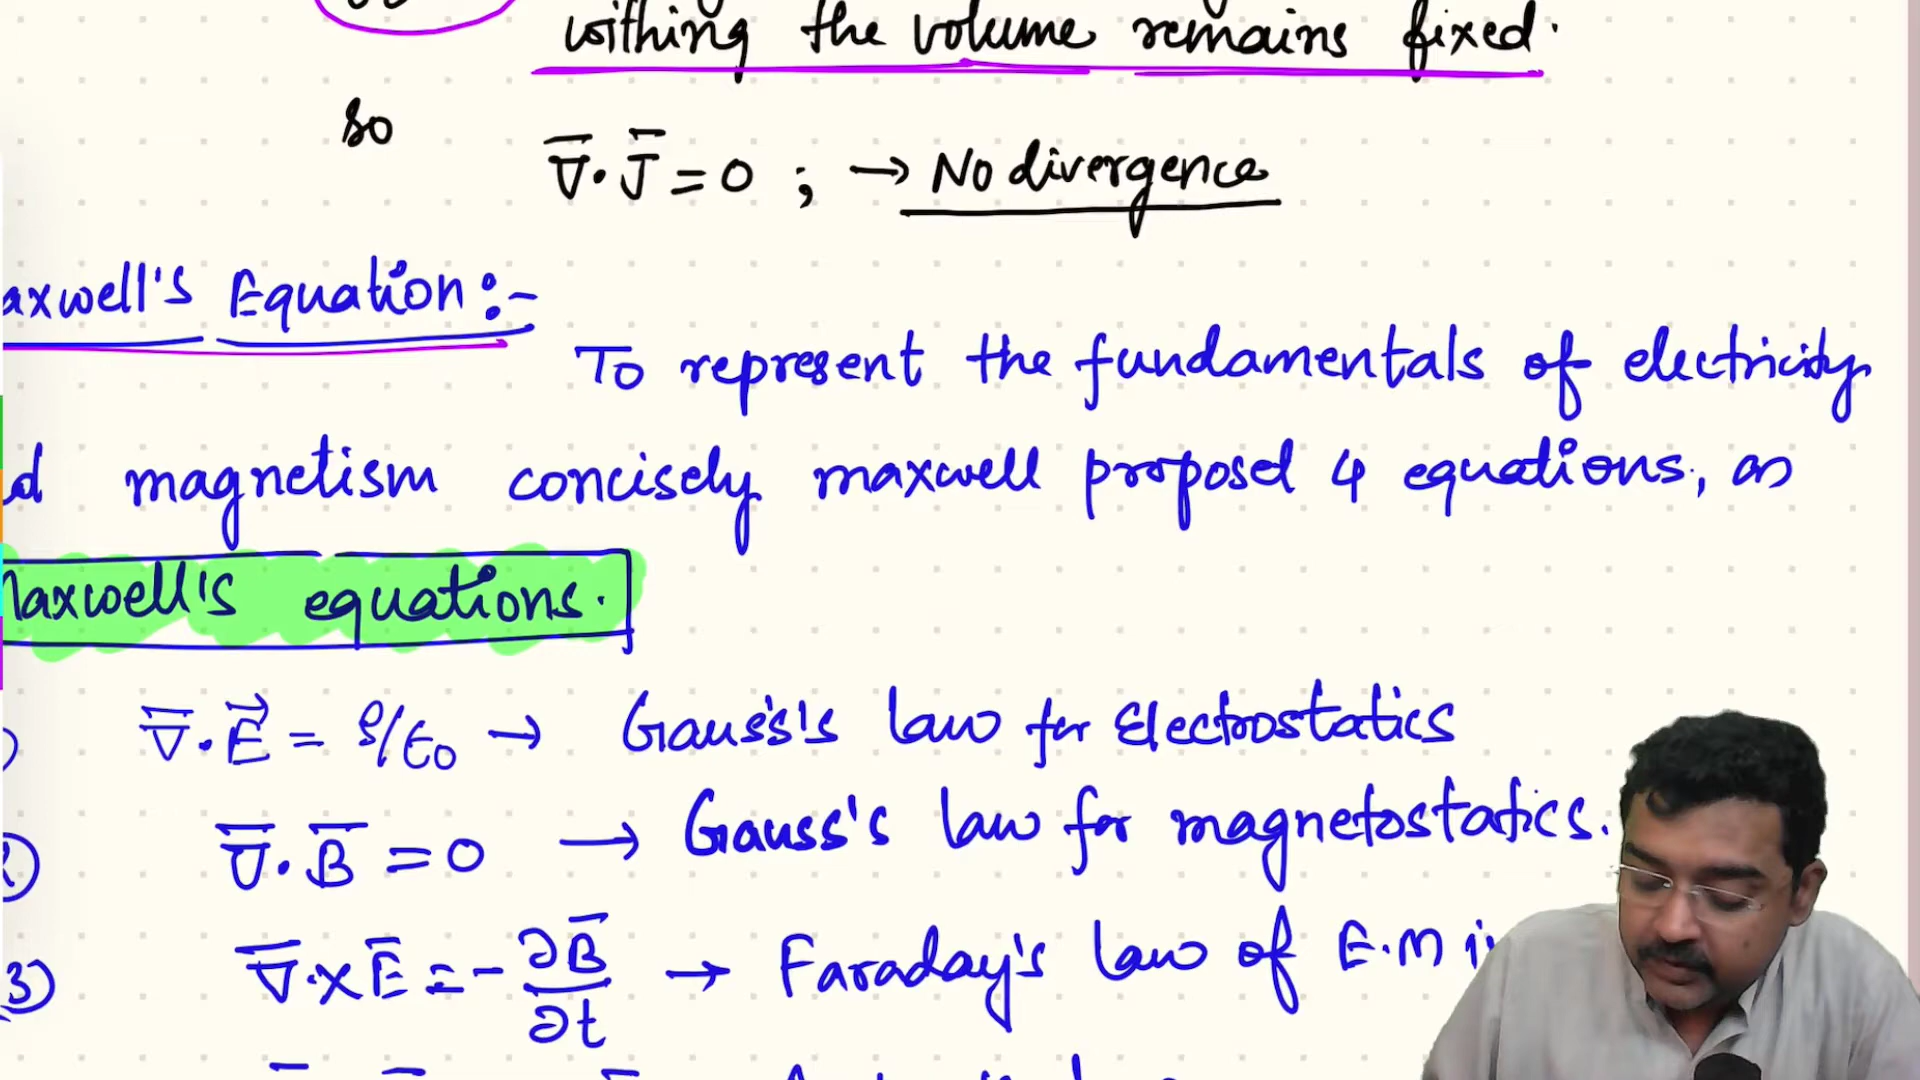 withing the volume remains fixed.
so
∇̅·J̅ = 0 ; → No divergence
axwell's Equation:-
To represent the fundamentals of electricity
d magnetism concisely maxwell proposed 4 equations, as
Maxwell's equations.
∇̅·E⃗ = ρ/ε₀ → Gauss's law for Electrostatics
∇̅·B̅ = 0 → Gauss's law for magnetostatics.
3) ∇̅×E̅ = -∂B̅/∂t → Faraday's law of E.M